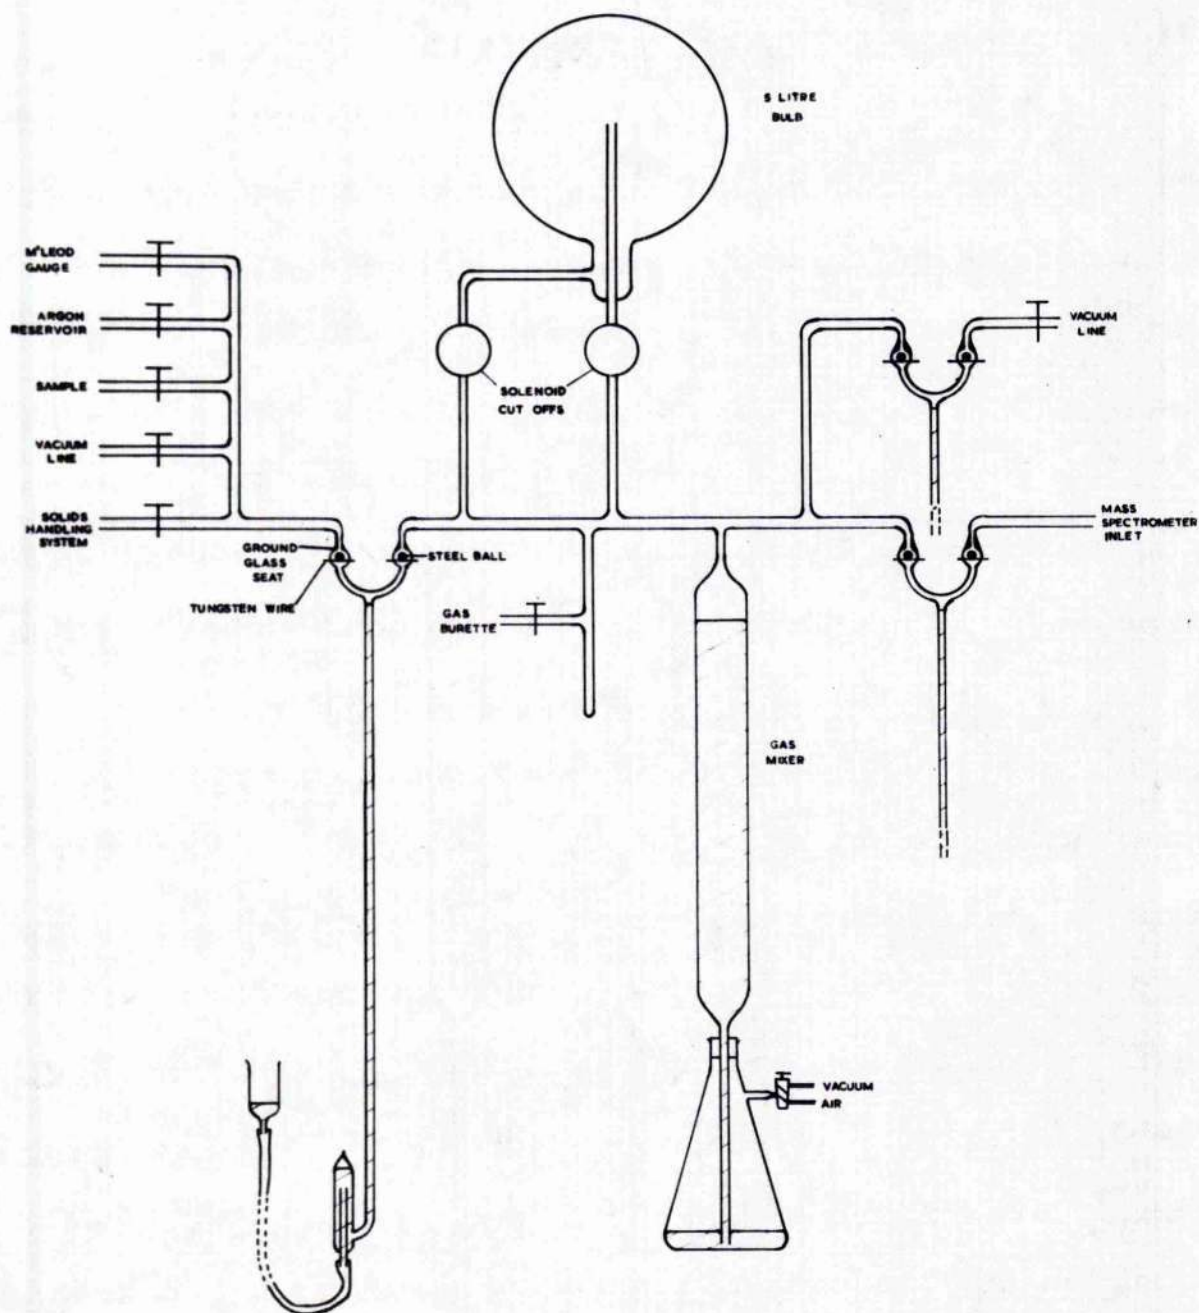 5 LITRE
BULB
McLEOD
GAUGE
ARGON
RESERVOIR
SAMPLE
VACUUM
LINE
SOLIDS
HANDLING
SYSTEM
SOLENOID
CUT OFFS
VACUUM
LINE
MASS
SPECTROMETER
INLET
GROUND
GLASS
SEAT
STEEL BALL
TUNGSTEN WIRE
GAS
BURETTE
GAS
MIXER
VACUUM
AIR